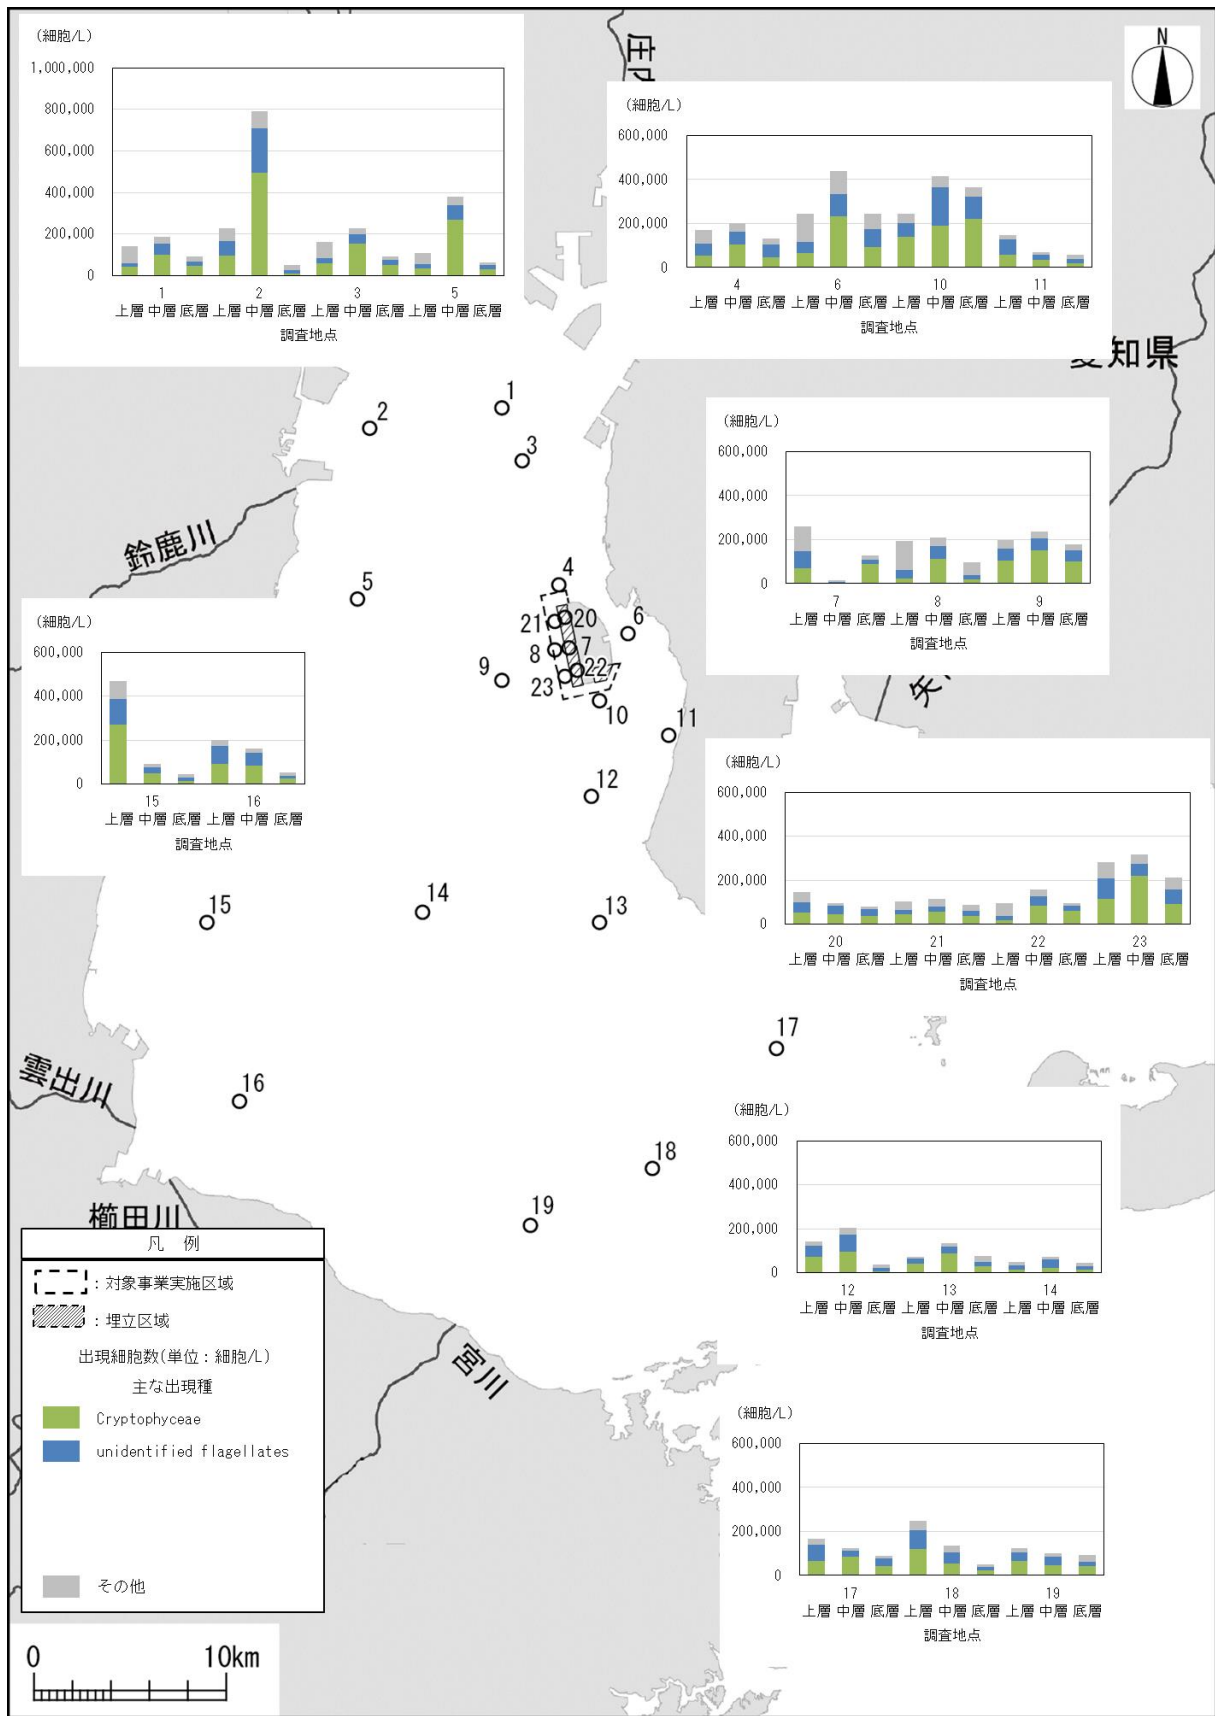 (細胞/L)
1,000,000
800,000
600,000
400,000
200,000
0
1 2 3 5
上層 中層 底層 上層 中層 底層 上層 中層 底層 上層 中層 底層
調査地点
庄内
N
(細胞/L)
600,000
400,000
200,000
0
4 6 10 11
上層 中層 底層 上層 中層 底層 上層 中層 底層 上層 中層 底層
調査地点
愛知県
1
2
3
鈴鹿川
(細胞/L)
600,000
400,000
200,000
0
7 8 9
上層 中層 底層 上層 中層 底層 上層 中層 底層
調査地点
4
5
20
21
6
8
7
9
22
23
10
11
12
矢
(細胞/L)
600,000
400,000
200,000
0
15 16
上層 中層 底層 上層 中層 底層
調査地点
(細胞/L)
600,000
400,000
200,000
0
20 21 22 23
上層 中層 底層 上層 中層 底層 上層 中層 底層 上層 中層 底層
調査地点
15
14
13
17
16
雲出川
18
19
櫛田川
宮川
(細胞/L)
600,000
400,000
200,000
0
12 13 14
上層 中層 底層 上層 中層 底層 上層 中層 底層
調査地点
凡 例
: 対象事業実施区域
: 埋立区域
出現細胞数(単位：細胞/L)
主な出現種
Cryptophyceae
unidentified flagellates
その他
(細胞/L)
600,000
400,000
200,000
0
17 18 19
上層 中層 底層 上層 中層 底層 上層 中層 底層
調査地点
0 10km